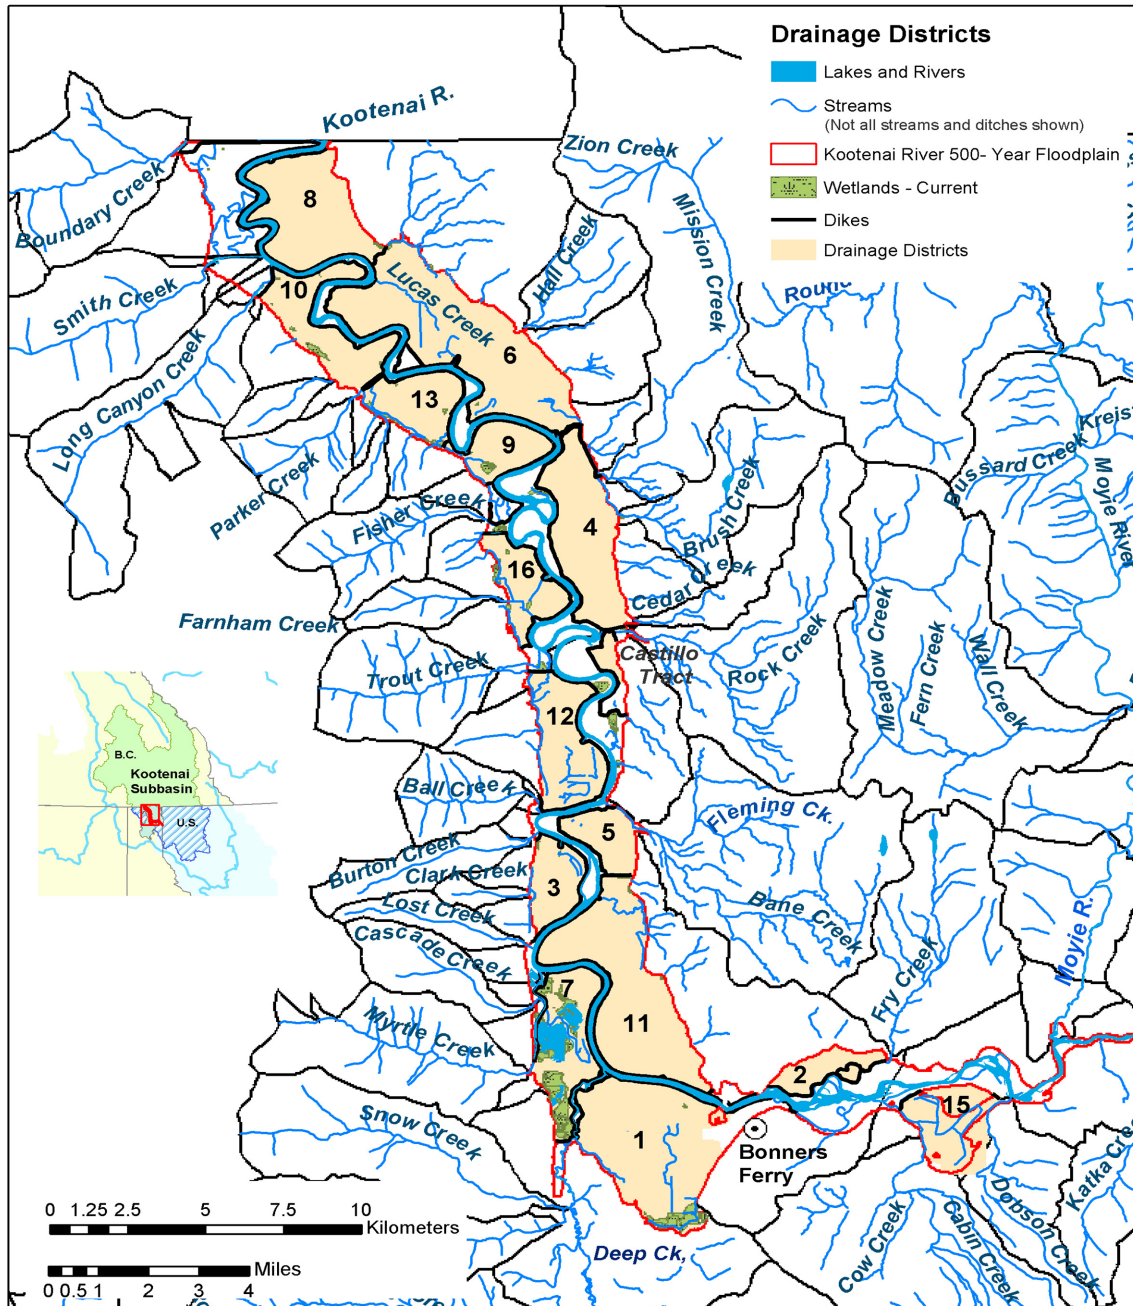 Drainage Districts
Lakes and Rivers
Streams
(Not all streams and ditches shown)
Kootenai River 500- Year Floodplain
Wetlands - Current
Dikes
Drainage Districts
Kootenai R.
Zion Creek
Boundary Creek
8
Mission Creek
Hall Creek
Smith Creek
10
Lucas Creek
Round
6
Long Canyon Creek
13
Kreis
9
Bussard Creek
Parker Creek
Moyie River
Fisher Creek
Brush Creek
4
16
Cedar Creek
Farnham Creek
Castillo
Tract
Rock Creek
Meadow Creek
Fern Creek
Wall Creek
Trout Creek
12
B.C.
Kootenai
Subbasin
U.S.
Ball Creek
Fleming Ck.
5
Burton Creek
Clark Creek
3
Lost Creek
Bane Creek
Cascade Creek
Fry Creek
Moyie R.
7
11
Myrtle Creek
2
15
Snow Creek
1
Bonners
Ferry
Katka Cree
Dobson Creek
Cabin Creek
Cow Creek
Deep Ck,
0 1.25 2.5 5 7.5 10
Kilometers
Miles
0 0.5 1 2 3 4